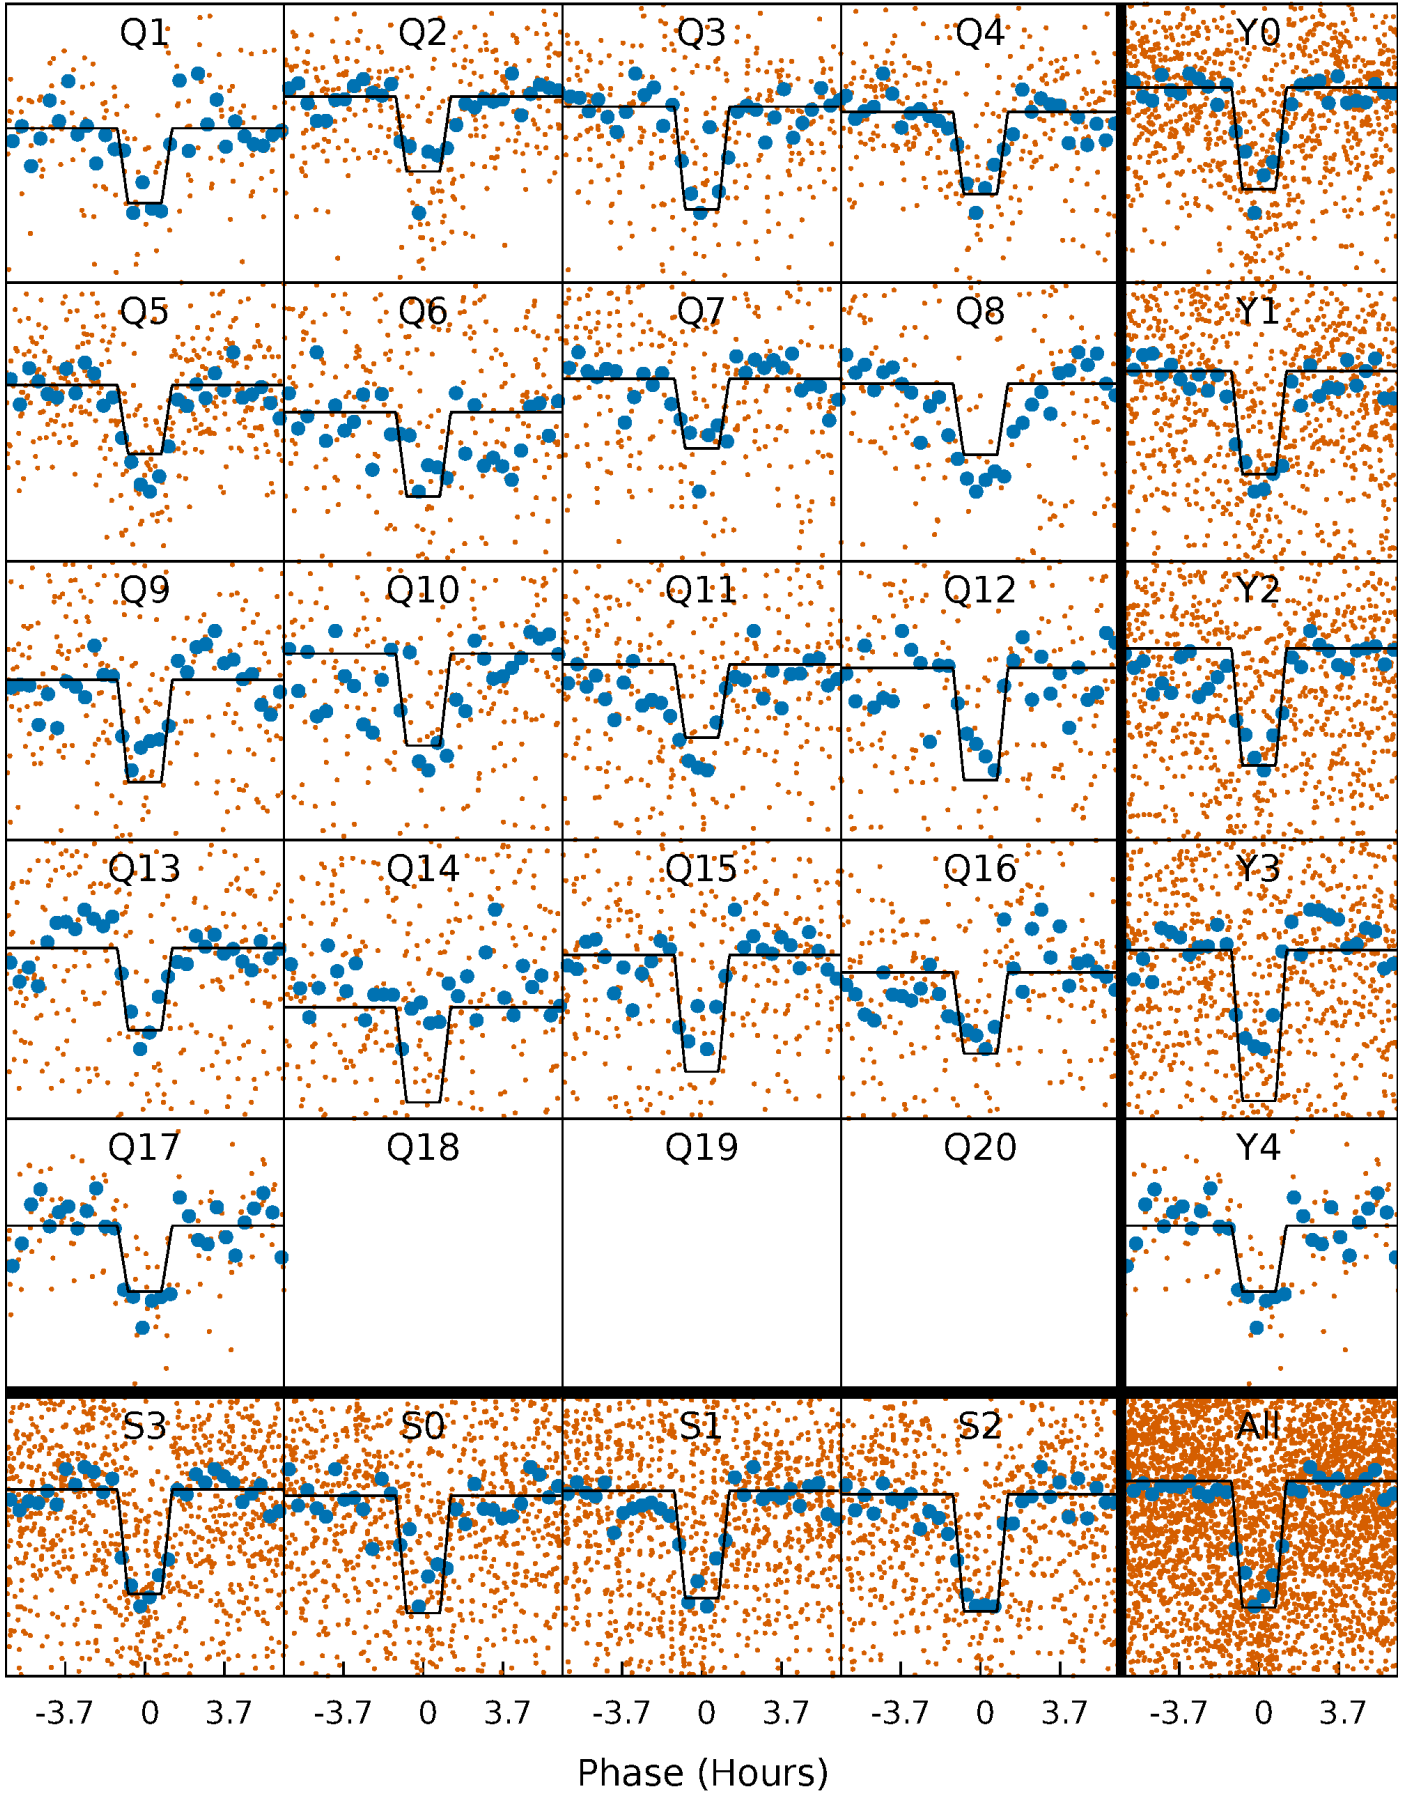 Q1 Q2 Q3 Q4 Y0
Q5 Q6 Q7 Q8 Y1
Q9 Q10 Q11 Q12 Y2
Q13 Q14 Q15 Q16 Y3
Q17 Q18 Q19 Q20 Y4
S3 S0 S1 S2 All
-3.7 0 3.7 -3.7 0 3.7 -3.7 0 3.7 -3.7 0 3.7 -3.7 0 3.7
Phase (Hours)